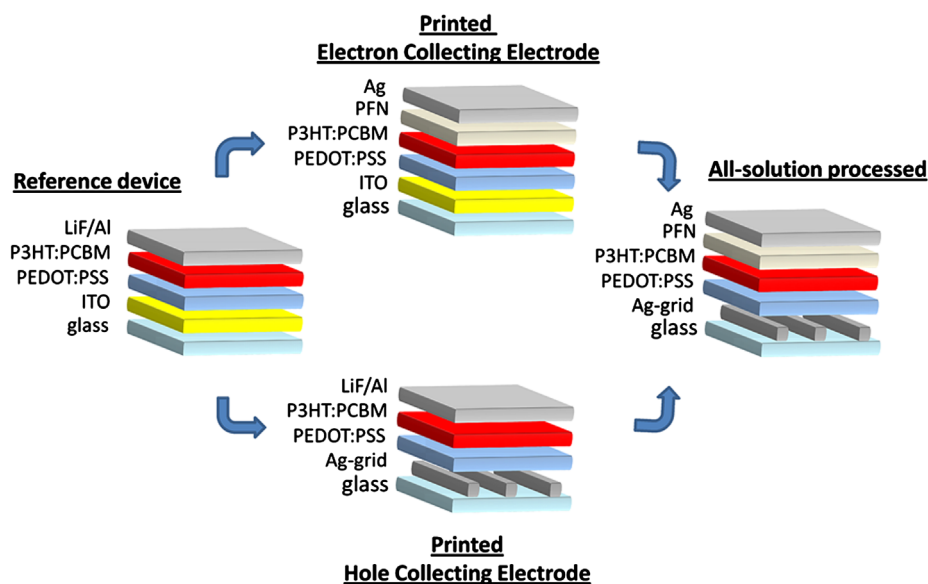 Printed
Electron Collecting Electrode
Ag
PFN
P3HT:PCBM
PEDOT:PSS
ITO
glass
Reference device
LiF/Al
P3HT:PCBM
PEDOT:PSS
ITO
glass
All-solution processed
Ag
PFN
P3HT:PCBM
PEDOT:PSS
Ag-grid
glass
LiF/Al
P3HT:PCBM
PEDOT:PSS
Ag-grid
glass
Printed
Hole Collecting Electrode